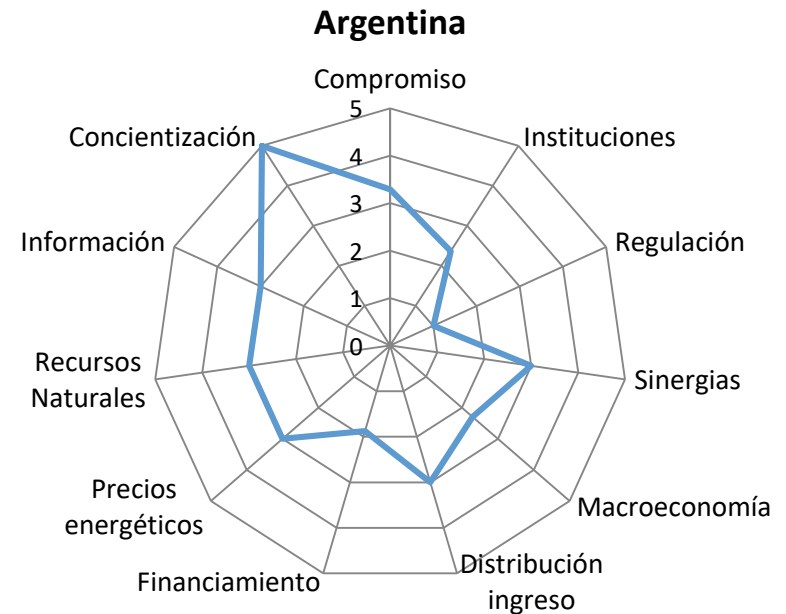 Argentina
Compromiso
5
Concientización
Instituciones
4
3
Información
Regulación
2
1
0
Recursos
Naturales
Sinergias
Precios
energéticos
Macroeconomía
Financiamiento
Distribución
ingreso